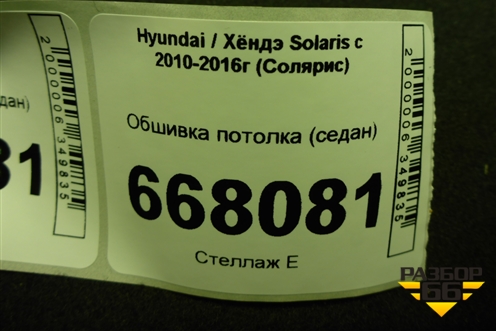 Hyundai / Хёндэ Solaris с
2010-2016г (Солярис)
Обшивка потолка (седан)
668081
Стеллаж Е
2000006349835
дан)
81
2000006349835
РАЗБОР
66